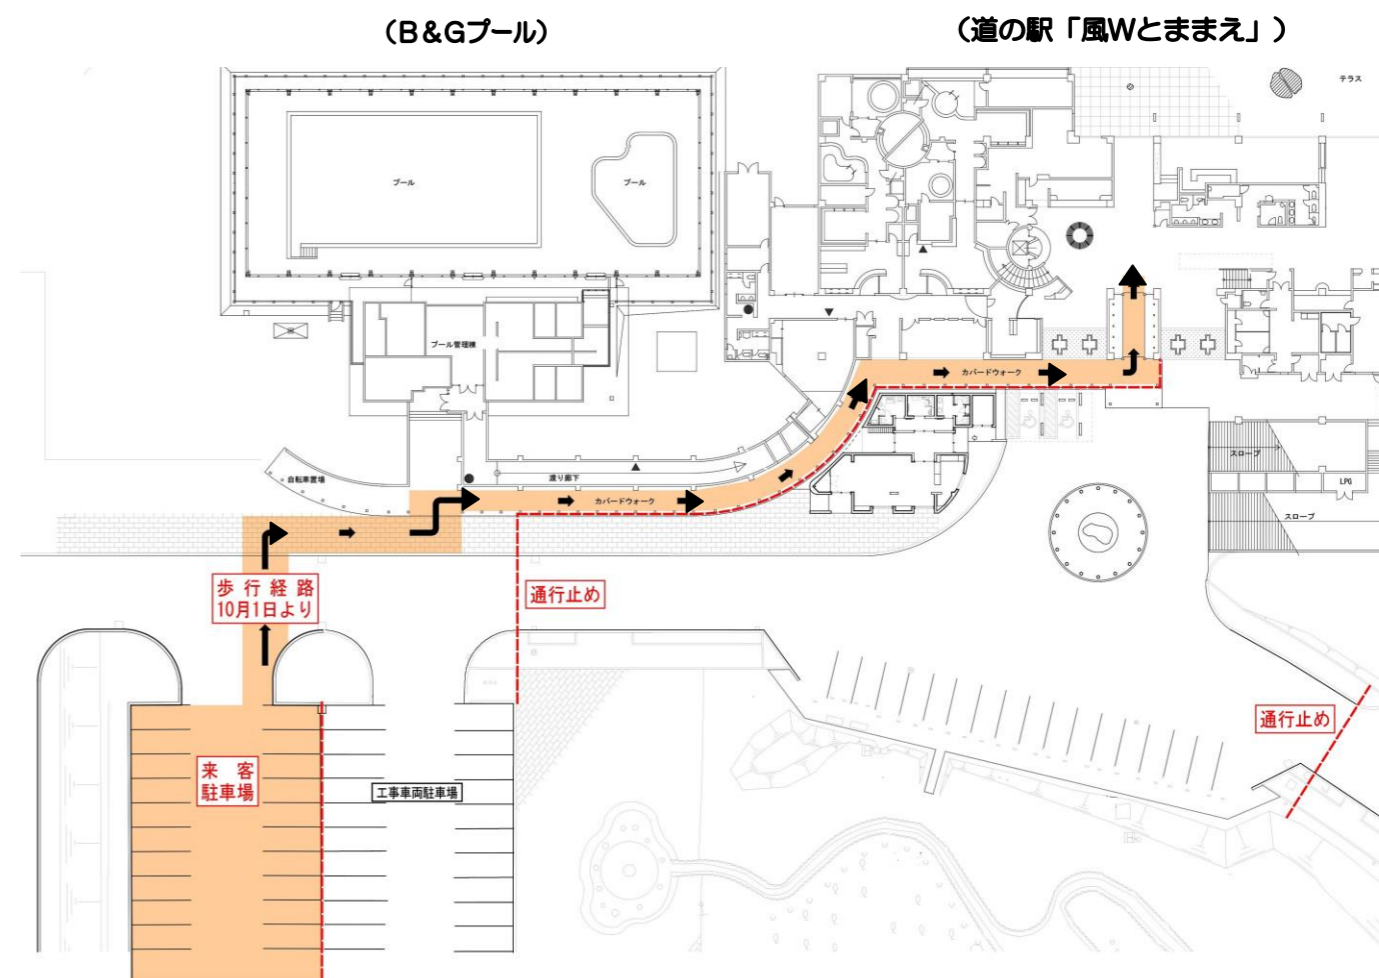 （B＆Gプール）
（道の駅「風Wとままえ」）
テラス
プール
プール
プール管理棟
カバードウォーク
自転車置場
渡り廊下
カバードウォーク
スロープ
LPG
スロープ
歩行経路
10月1日より
通行止め
通行止め
来客
駐車場
工事車両駐車場